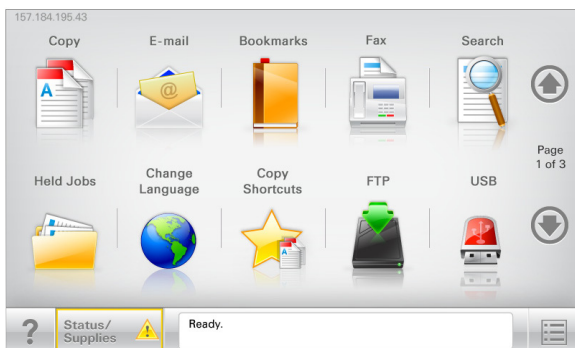 157.184.195.43
Copy
E-mail
Bookmarks
Fax
Search
A
@
Page
1 of 3
Held Jobs
Change
Language
Copy
Shortcuts
FTP
USB
A
?
Status/
Supplies
!
Ready.